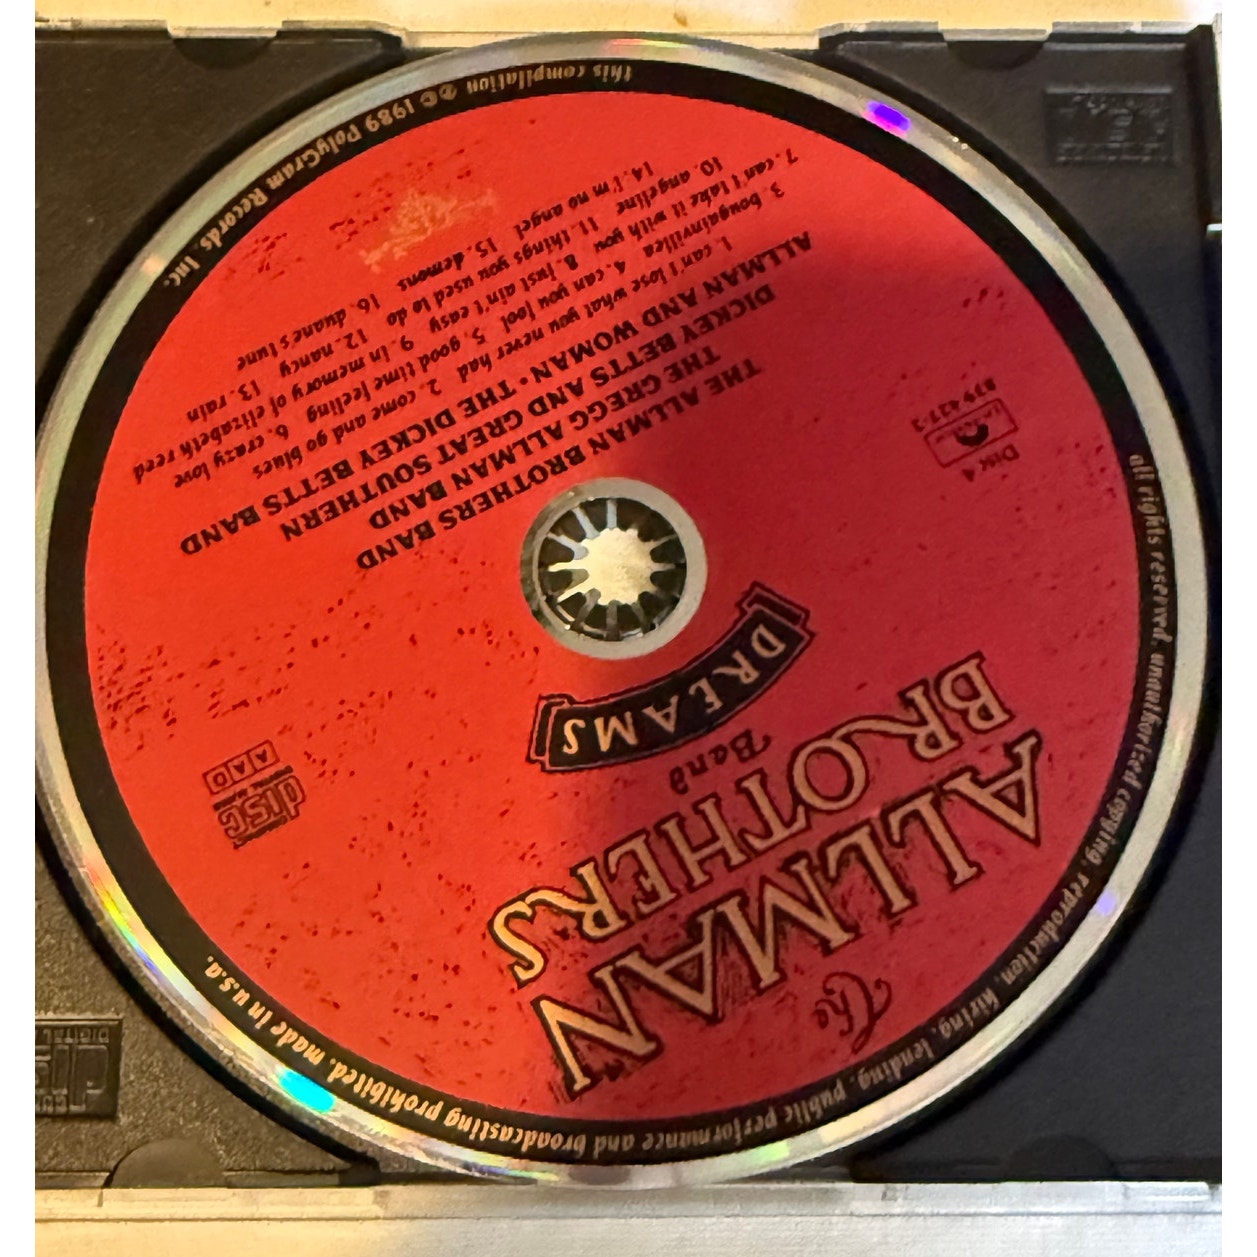 The
ALLMAN
BROTHERS
Band
DREAMS
Disc 4
839 421-2
disc
AAD
THE ALLMAN BROTHERS BAND
THE GREGG ALLMAN BAND
DICKEY BETTS AND GREAT SOUTHERN
ALLMAN AND WOMAN • THE DICKEY BETTS BAND
1. can't lose what you never had 2. come and go blues
3. bougainvillea 4. can you fool 5. good time feeling 6. crazy love
7. can't take it with you 8. just ain't easy 9. in memory of elizabeth reed
10. angeline 11. things you used to do 12. nancy 13. rain
14. i'm no angel 15. demons 16. duane's tune
this compilation ℗© 1989 PolyGram Records, Inc.
all rights reserved. unauthorized copying, reproduction, hiring, lending, public performance and broadcasting prohibited. made in u.s.a.